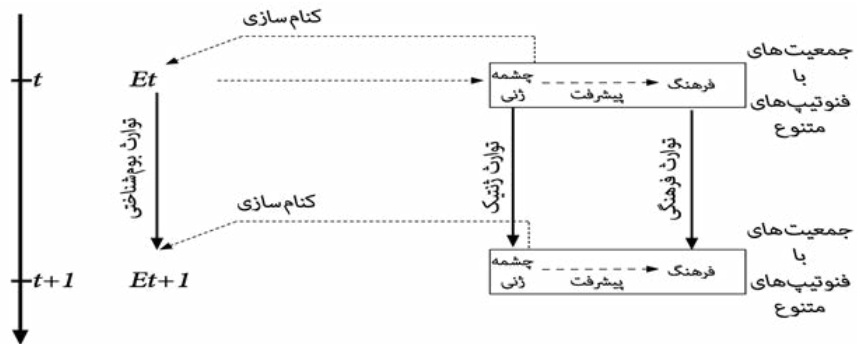 کنام‌سازی
جمعیت‌های
با
فنوتیپ‌های
متنوع
چشمه
ژنی
پیشرفت
فرهنگ
Et
t
توارث بوم‌شناختی
توارث ژنتیک
توارث فرهنگی
کنام‌سازی
جمعیت‌های
با
فنوتیپ‌های
متنوع
چشمه
ژنی
پیشرفت
فرهنگ
Et+1
t+1